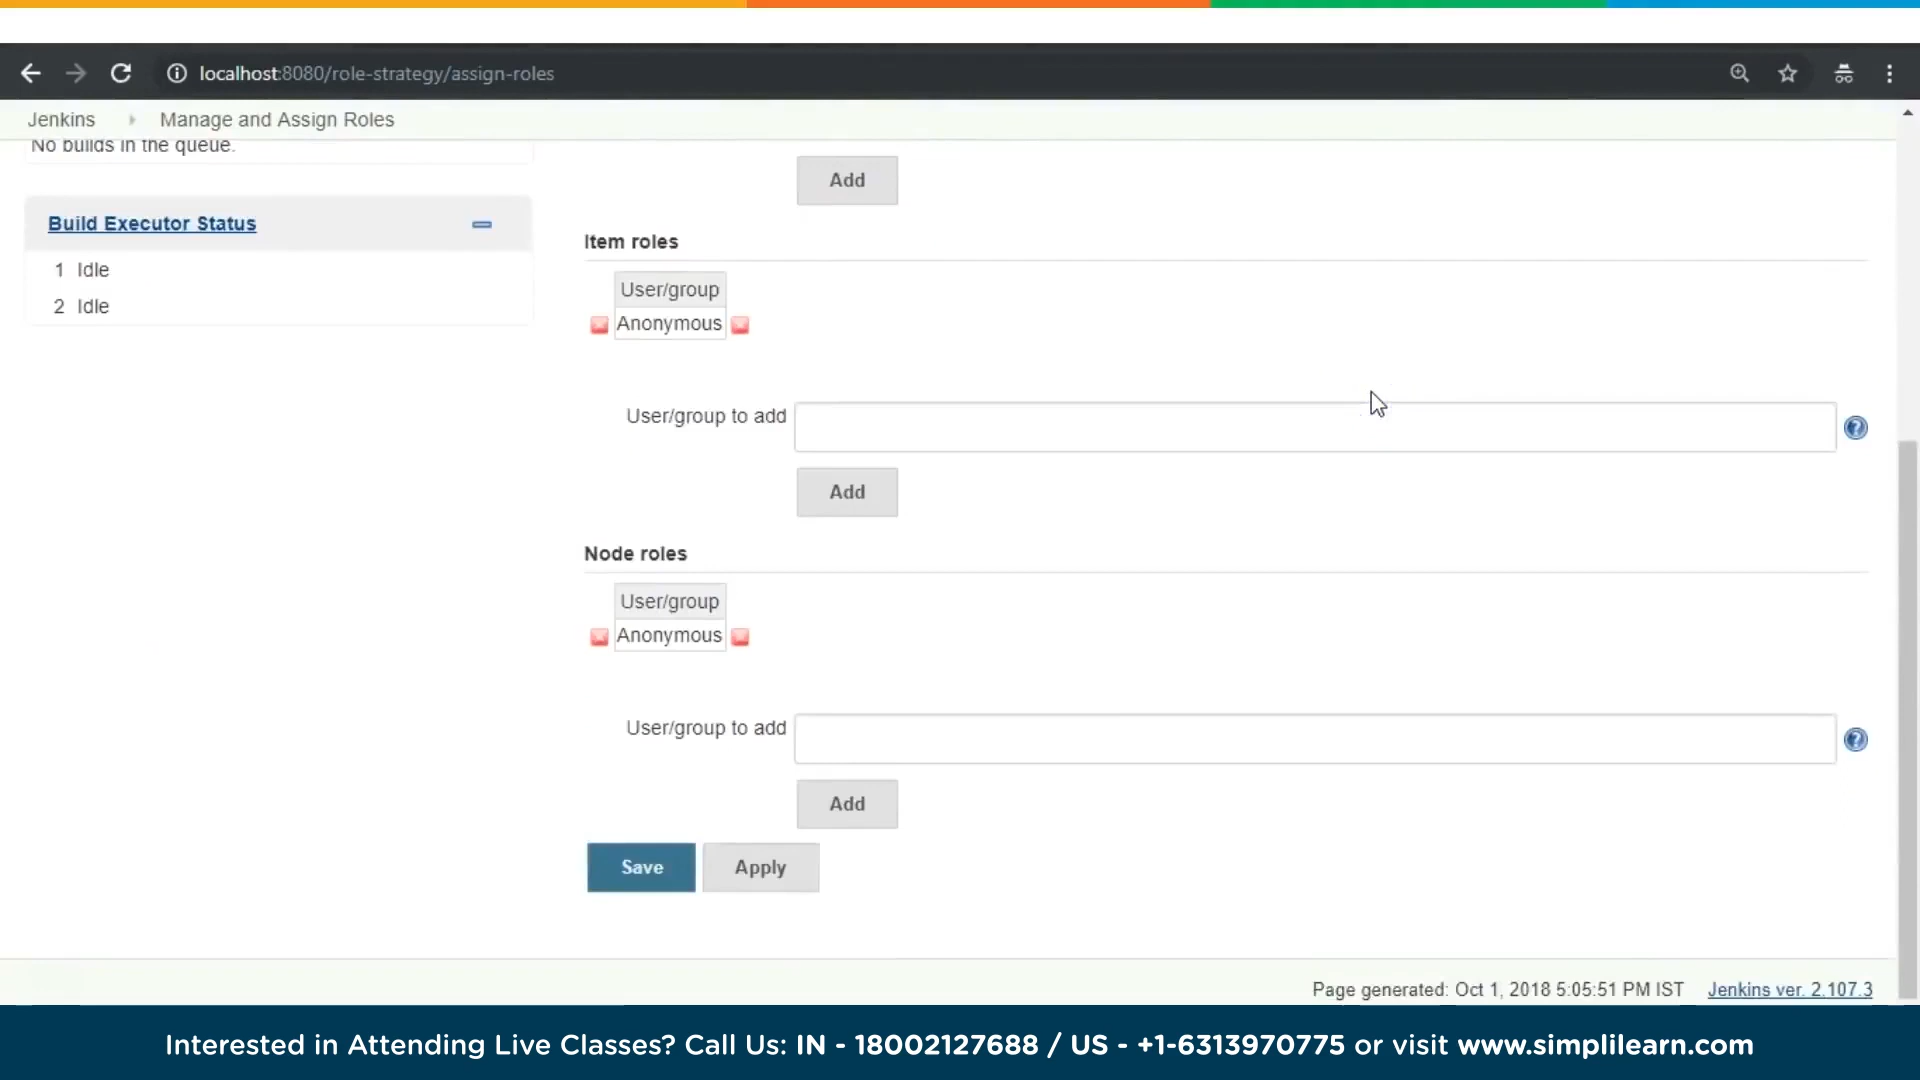 localhost:8080/role-strategy/assign-roles
Jenkins Manage and Assign Roles
No builds in the queue.
Add
Build Executor Status
1 Idle
2 Idle
Item roles
User/group
Anonymous
User/group to add
Add
Node roles
User/group
Anonymous
User/group to add
Add
Save Apply
Page generated: Oct 1, 2018 5:05:51 PM IST Jenkins ver. 2.107.3
Interested in Attending Live Classes? Call Us: IN - 18002127688 / US - +1-6313970775 or visit www.simplilearn.com